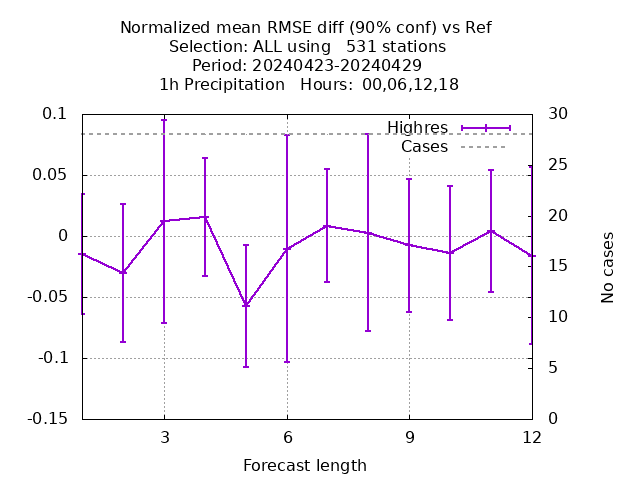 Normalized mean RMSE diff (90% conf) vs Ref
Selection: ALL using   531 stations
Period: 20240423-20240429
1h Precipitation   Hours:  00,06,12,18
Highres
Cases
0.1
0.05
0
-0.05
-0.1
-0.15
30
25
20
15
10
5
0
No cases
3
6
9
12
Forecast length